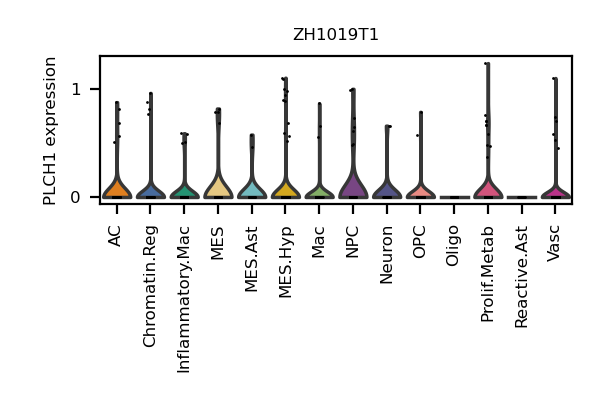 ZH1019T1
PLCH1 expression
1
0
AC
Chromatin.Reg
Inflammatory.Mac
MES
MES.Ast
MES.Hyp
Mac
NPC
Neuron
OPC
Oligo
Prolif.Metab
Reactive.Ast
Vasc